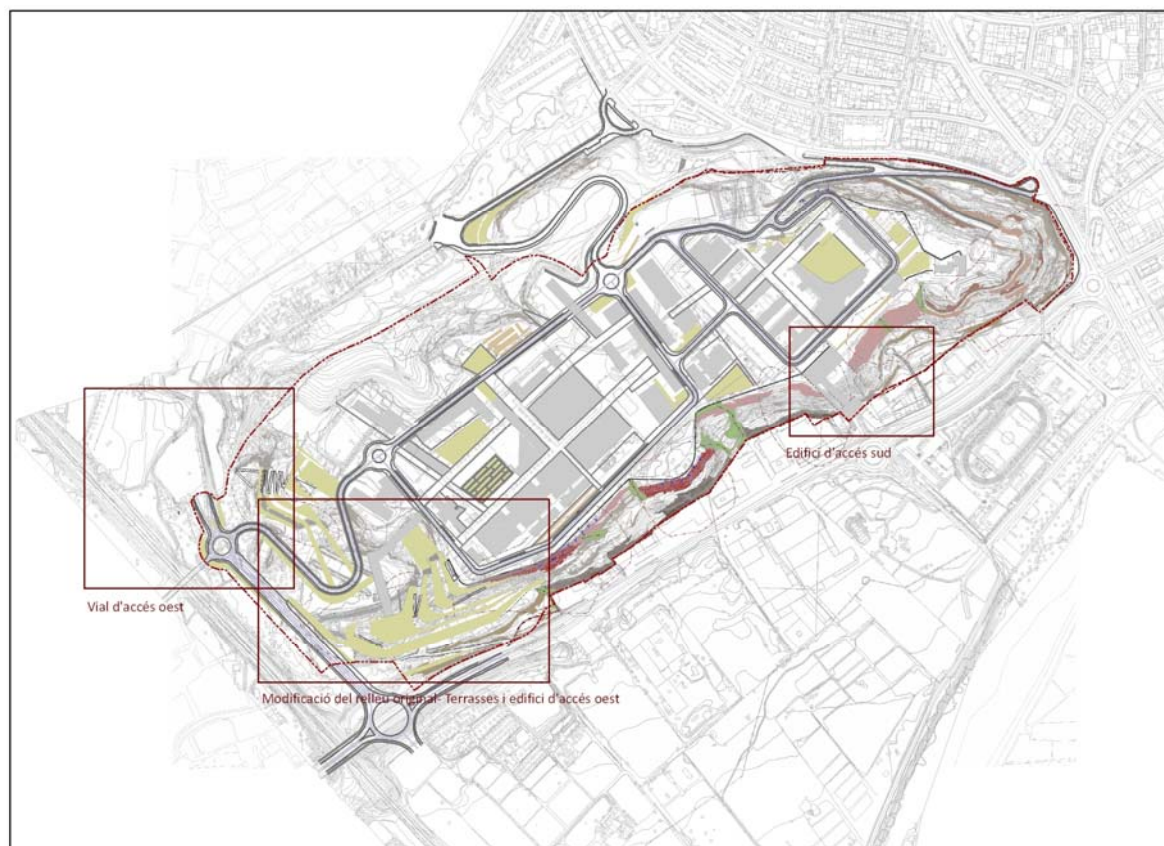 Edifici d'accés sud
Vial d'accés oest
Modificació del relleu original- Terrasses i edifici d'accés oest